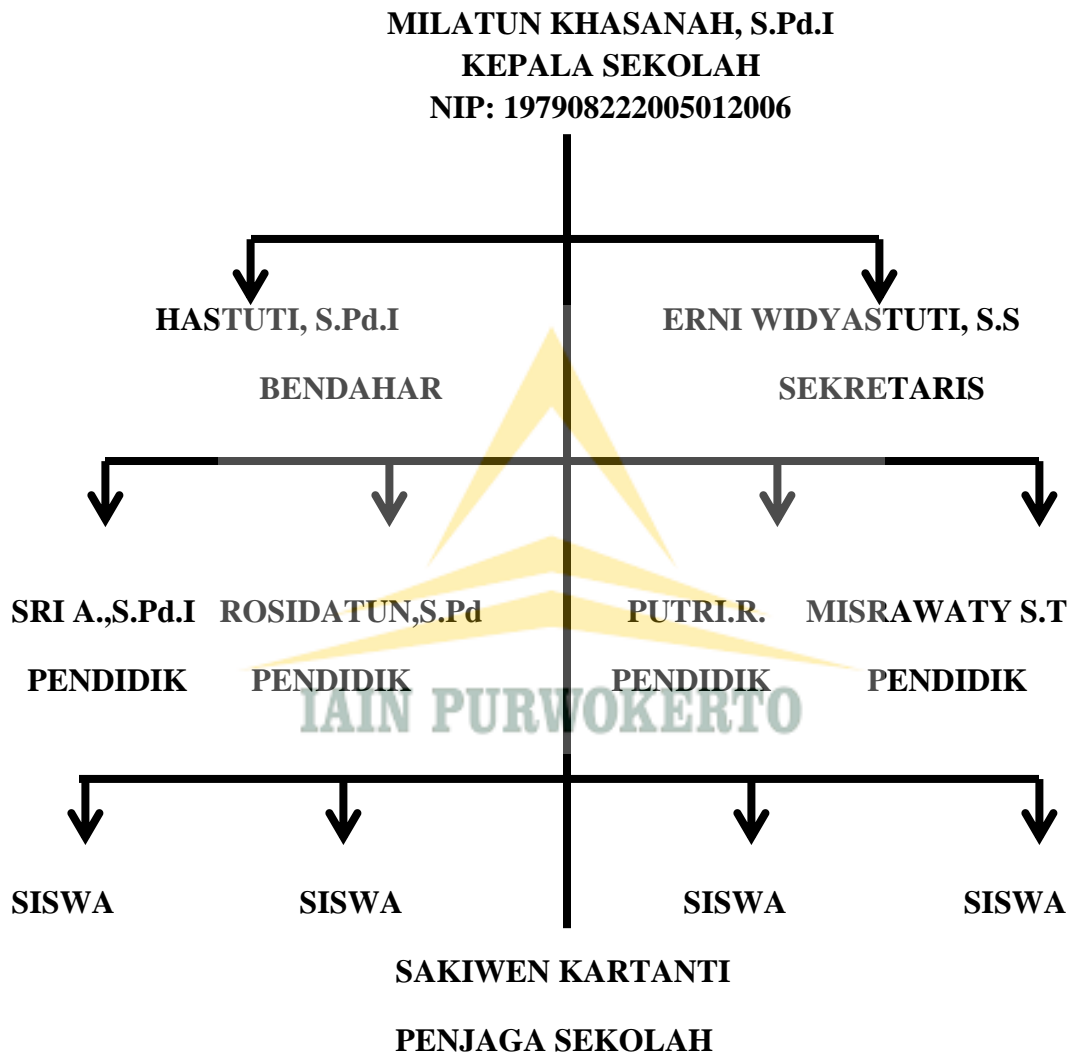 MILATUN KHASANAH, S.Pd.I
KEPALA SEKOLAH
NIP: 197908222005012006
HASTUTI, S.Pd.I ERNI WIDYASTUTI, S.S
BENDAHAR SEKRETARIS
SRI A.,S.Pd.I ROSIDATUN,S.Pd PUTRI.R. MISRAWATY S.T
PENDIDIK PENDIDIK PENDIDIK PENDIDIK
IAIN PURWOKERTO
SISWA SISWA SISWA SISWA
SAKIWEN KARTANTI
PENJAGA SEKOLAH